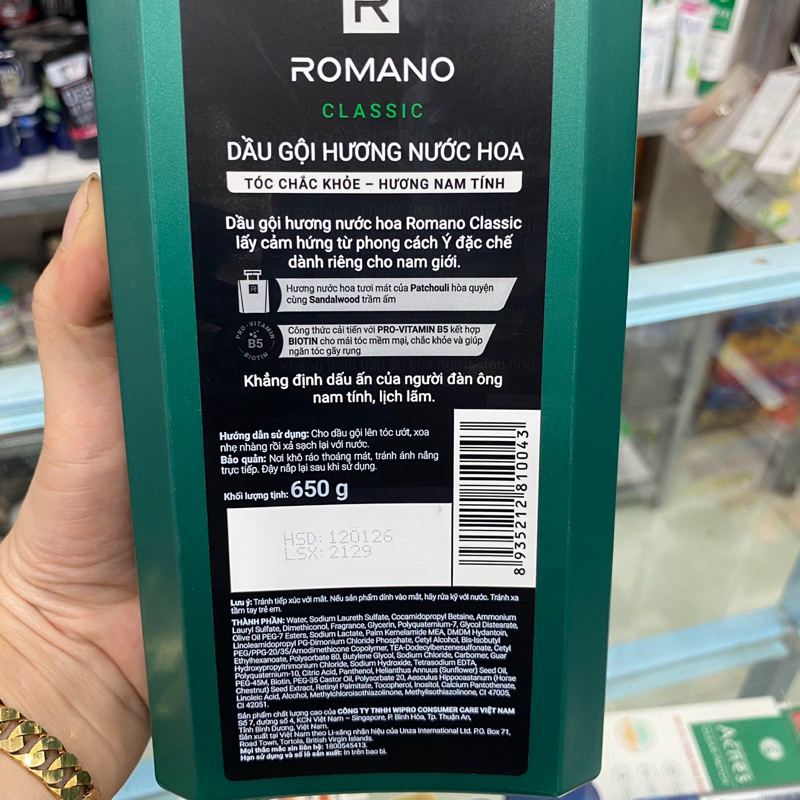 R
ROMANO
CLASSIC
DẦU GỘI HƯƠNG NƯỚC HOA
TÓC CHẮC KHỎE – HƯƠNG NAM TÍNH
Dầu gội hương nước hoa Romano Classic
lấy cảm hứng từ phong cách Ý đặc chế
dành riêng cho nam giới.
R
Hương nước hoa tươi mát của Patchouli hòa quyện
cùng Sandalwood trầm ấm
PRO-VITAMIN
B5
BIOTIN
Công thức cải tiến với PRO-VITAMIN B5 kết hợp
BIOTIN cho mái tóc mềm mại, chắc khỏe và giúp
ngăn tóc gãy rụng
Khẳng định dấu ấn của người đàn ông
nam tính, lịch lãm.
Hướng dẫn sử dụng: Cho dầu gội lên tóc ướt, xoa
nhẹ nhàng rồi xả sạch lại với nước.
Bảo quản: Nơi khô ráo thoáng mát, tránh ánh nắng
trực tiếp. Đậy nắp lại sau khi sử dụng.
Khối lượng tịnh: 650 g
HSD: 120126
LSX: 2129
8 935212 810043
Lưu ý: Tránh tiếp xúc với mắt. Nếu sản phẩm dính vào mắt, hãy rửa kỹ với nước. Tránh xa
tầm tay trẻ em.
THÀNH PHẦN: Water, Sodium Laureth Sulfate, Cocamidopropyl Betaine, Ammonium
Lauryl Sulfate, Dimethiconol, Fragrance, Glycerin, Polyquaternium-7, Glycol Distearate,
Olive Oil PEG-7 Esters, Sodium Lactate, Palm Kernelamide MEA, DMDM Hydantoin,
Linoleamidopropyl PG-Dimonium Chloride Phosphate, Cetyl Alcohol, Bis-Isobutyl
PEG/PPG-20/35/Amodimethicone Copolymer, TEA-Dodecylbenzenesulfonate, Cetyl
Ethylhexanoate, Polysorbate 80, Butylene Glycol, Sodium Chloride, Carbomer, Guar
Hydroxypropyltrimonium Chloride, Sodium Hydroxide, Tetrasodium EDTA,
Polyquaternium-10, Citric Acid, Panthenol, Helianthus Annuus (Sunflower) Seed Oil,
PEG-45M, Biotin, PEG-35 Castor Oil, Polysorbate 20, Aesculus Hippocastanum (Horse
Chestnut) Seed Extract, Retinyl Palmitate, Tocopherol, Inositol, Calcium Pantothenate,
Linoleic Acid, Alcohol, Methylchloroisothiazolinone, Methylisothiazolinone, CI 47005,
CI 42051.
Sản phẩm chất lượng cao của CÔNG TY TNHH WIPRO CONSUMER CARE VIỆT NAM
Số 7, đường số 4, KCN Việt Nam – Singapore, P. Bình Hòa, Tp. Thuận An,
Tỉnh Bình Dương, Việt Nam.
Sản xuất tại Việt Nam theo Li-xăng nhãn hiệu của Unza International Ltd. P.O. Box 71,
Road Town, Tortola, British Virgin Islands.
Mọi thắc mắc xin liên hệ: 1800545413.
Hạn sử dụng và số lô sản xuất: In trên bao bì.